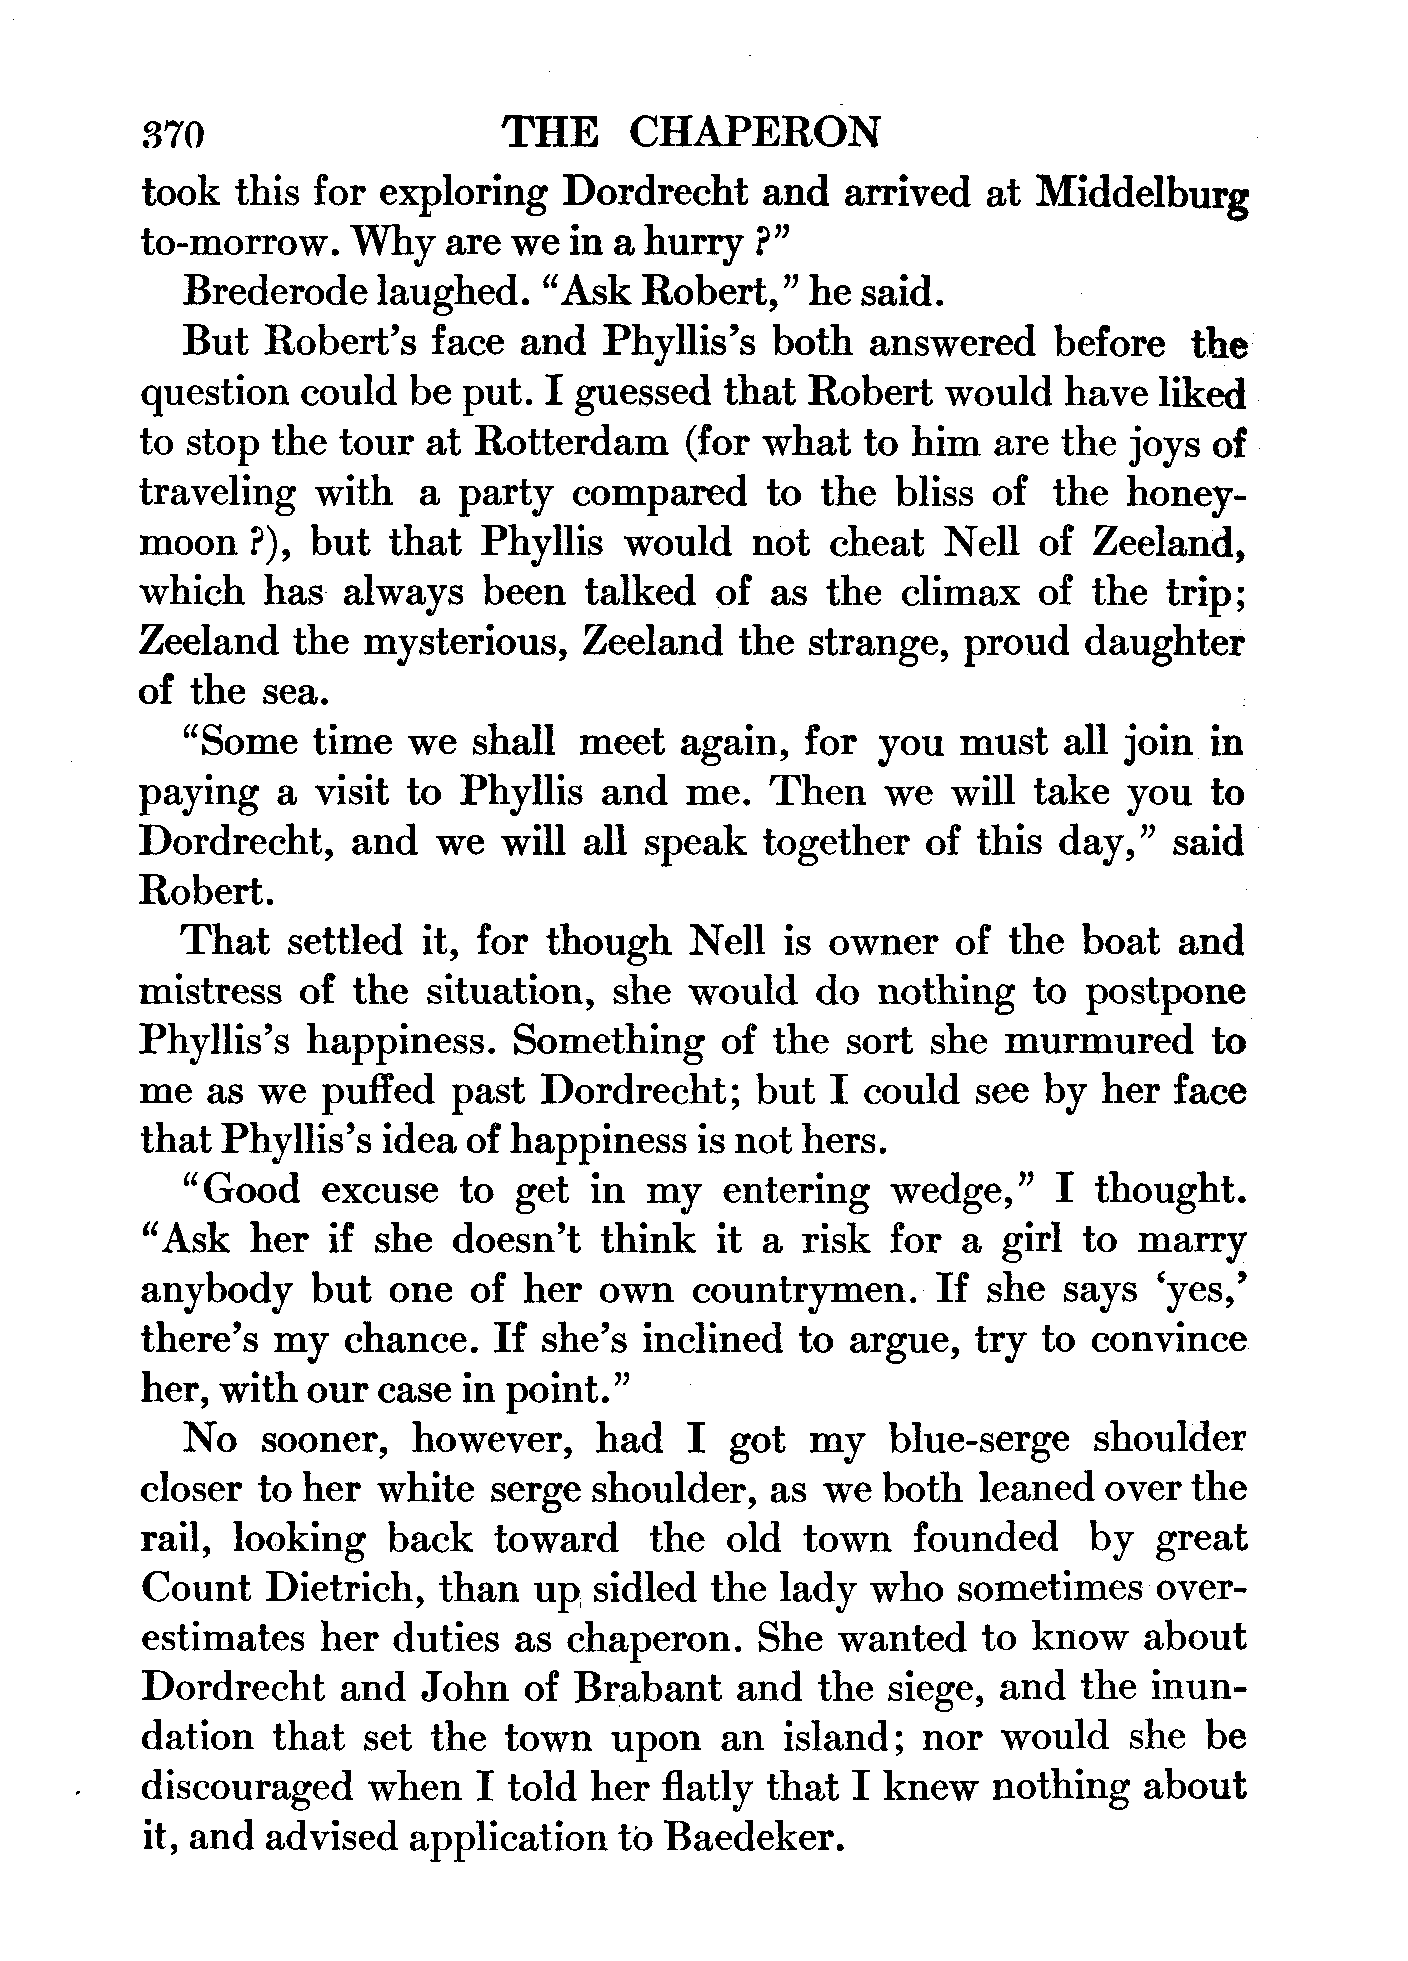 370 THE CHAPERON
took this for exploring Dordrecht and arrived at Middelburg
to-morrow. Why are we in a hurry ?”
Brederode laughed. “Ask Robert,” he said.
But Robert’s face and Phyllis’s both answered before the
question could be put. I guessed that Robert would have liked
to stop the tour at Rotterdam (for what to him are the joys of
traveling with a party compared to the bliss of the honey-
moon ?), but that Phyllis would not cheat Nell of Zeeland,
which has always been talked of as the climax of the trip;
Zeeland the mysterious, Zeeland the strange, proud daughter
of the sea.
“Some time we shall meet again, for you must all join in
paying a visit to Phyllis and me. Then we will take you to
Dordrecht, and we will all speak together of this day,” said
Robert.
That settled it, for though Nell is owner of the boat and
mistress of the situation, she would do nothing to postpone
Phyllis’s happiness. Something of the sort she murmured to
me as we puffed past Dordrecht; but I could see by her face
that Phyllis’s idea of happiness is not hers.
“Good excuse to get in my entering wedge,” I thought.
“Ask her if she doesn’t think it a risk for a girl to marry
anybody but one of her own countrymen. If she says ‘yes,’
there’s my chance. If she’s inclined to argue, try to convince
her, with our case in point.”
No sooner, however, had I got my blue-serge shoulder
closer to her white serge shoulder, as we both leaned over the
rail, looking back toward the old town founded by great
Count Dietrich, than up sidled the lady who sometimes over-
estimates her duties as chaperon. She wanted to know about
Dordrecht and John of Brabant and the siege, and the inun-
dation that set the town upon an island; nor would she be
discouraged when I told her flatly that I knew nothing about
it, and advised application to Baedeker.